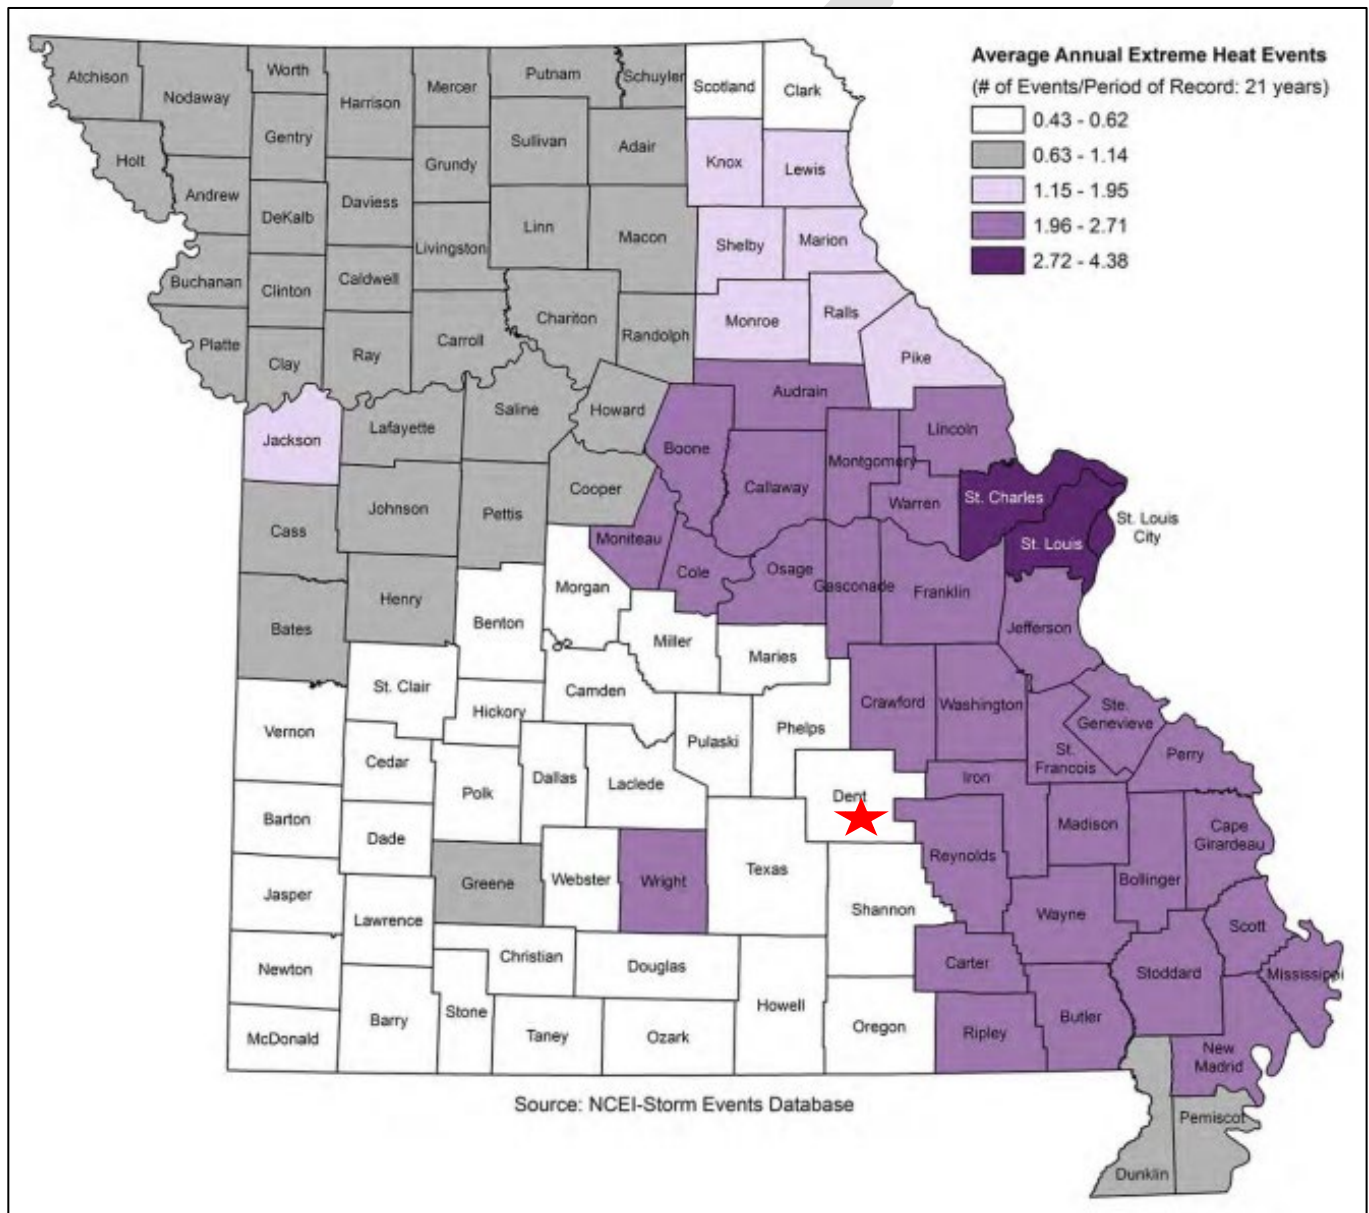 Average Annual Extreme Heat Events
(# of Events/Period of Record: 21 years)
0.43 - 0.62
0.63 - 1.14
1.15 - 1.95
1.96 - 2.71
2.72 - 4.38
Atchison
Nodaway
Worth
Harrison
Mercer
Putnam
Schuyler
Scotland
Clark
Holt
Gentry
Grundy
Sullivan
Adair
Knox
Lewis
Andrew
DeKalb
Daviess
Livingston
Linn
Macon
Shelby
Marion
Buchanan
Clinton
Caldwell
Chariton
Randolph
Monroe
Ralls
Pike
Platte
Clay
Ray
Carroll
Audrain
Jackson
Lafayette
Saline
Howard
Boone
Lincoln
Montgomery
Callaway
Warren
St. Charles
St. Louis
St. Louis
City
Cass
Johnson
Pettis
Cooper
Moniteau
Cole
Osage
Gasconade
Franklin
Jefferson
Bates
Henry
Benton
Morgan
Miller
Maries
St. Clair
Hickory
Camden
Pulaski
Phelps
Crawford
Washington
Ste.
Genevieve
St.
Francois
Perry
Vernon
Cedar
Polk
Dallas
Laclede
Dent
Iron
Madison
Cape
Girardeau
Barton
Dade
Greene
Webster
Wright
Texas
Reynolds
Bollinger
Jasper
Lawrence
Christian
Douglas
Shannon
Wayne
Scott
Newton
Barry
Stone
Taney
Ozark
Howell
Oregon
Carter
Ripley
Butler
Stoddard
Mississippi
McDonald
New
Madrid
Pemiscot
Dunklin
Source: NCEI-Storm Events Database